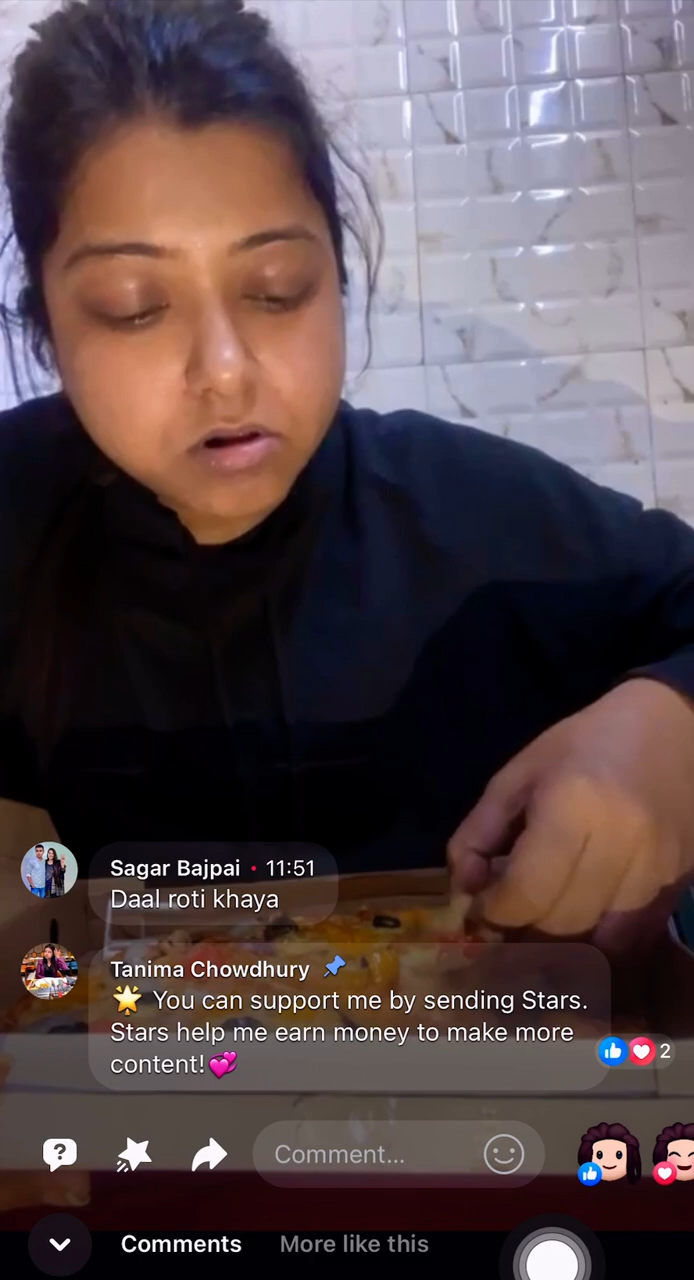 Sagar Bajpai • 11:51
Daal roti khaya
Tanima Chowdhury 📌
🌟 You can support me by sending Stars.
Stars help me earn money to make more
content!💞
2
Comment...
Comments More like this